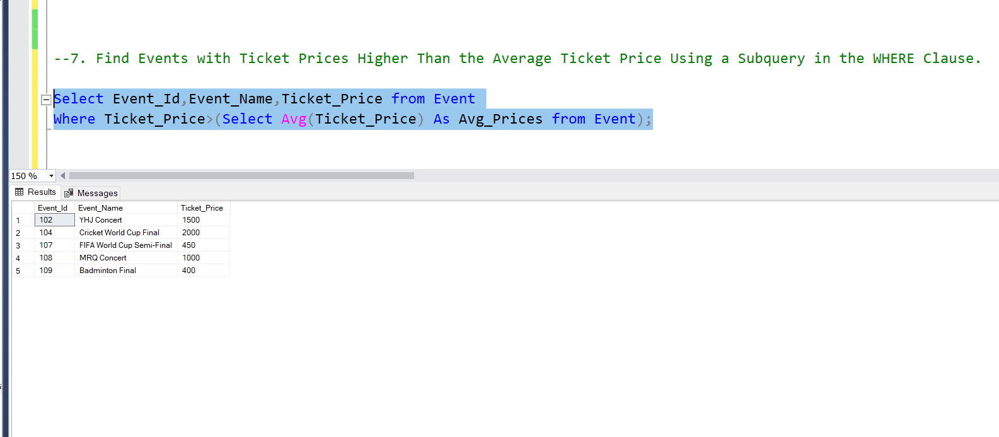 --7. Find Events with Ticket Prices Higher Than the Average Ticket Price Using a Subquery in the WHERE Clause.
Select Event_Id,Event_Name,Ticket_Price from Event
Where Ticket_Price>(Select Avg(Ticket_Price) As Avg_Prices from Event);
150 %
Results Messages
Event_Id Event_Name Ticket_Price
1 102 YHJ Concert 1500
2 104 Cricket World Cup Final 2000
3 107 FIFA World Cup Semi-Final 450
4 108 MRQ Concert 1000
5 109 Badminton Final 400